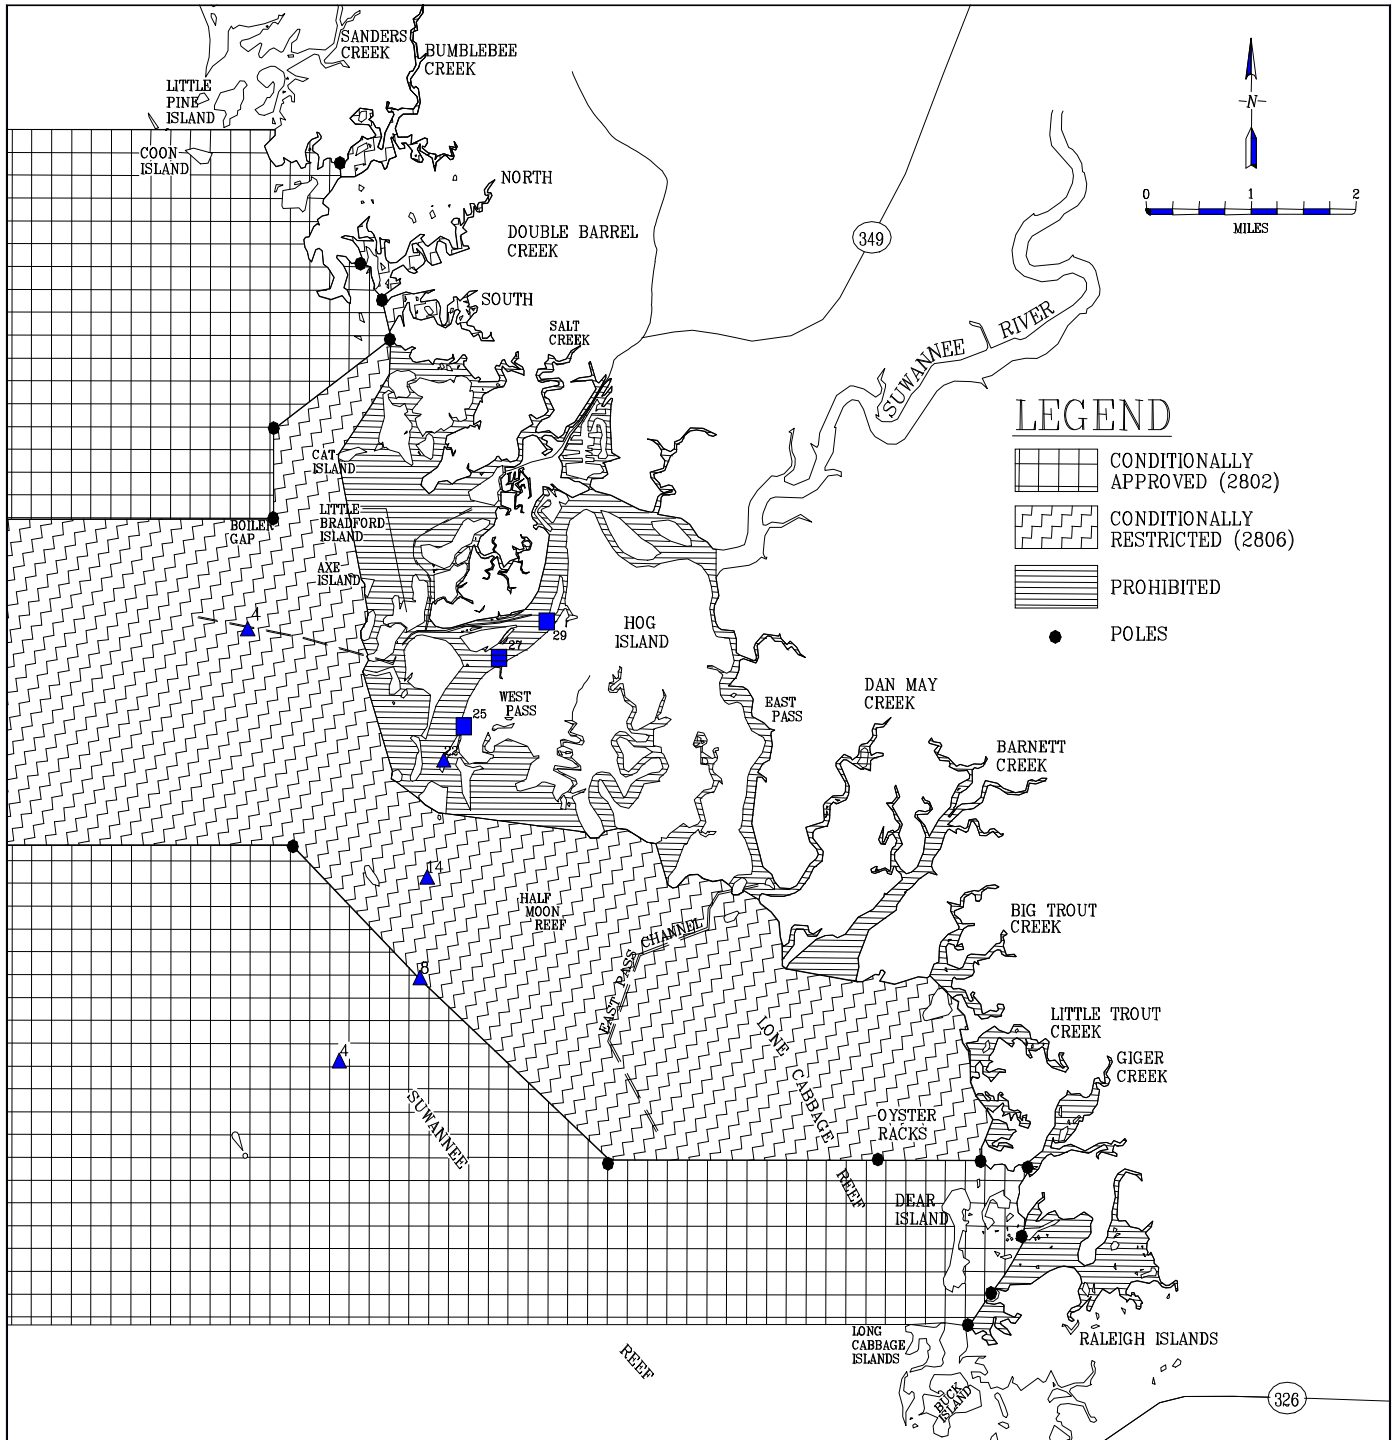 SANDERS
CREEK
BUMBLEBEE
CREEK
LITTLE
PINE
ISLAND
COON
ISLAND
NORTH
DOUBLE BARREL
CREEK
SOUTH
SALT
CREEK
349
N
0 1 2
MILES
SUWANNEE RIVER
LEGEND
CONDITIONALLY
APPROVED (2802)
CONDITIONALLY
RESTRICTED (2806)
PROHIBITED
POLES
CAT
ISLAND
BOILER
GAP
LITTLE
BRADFORD
ISLAND
AXE
ISLAND
4
29
27
25
22
HOG
ISLAND
WEST
PASS
EAST
PASS
DAN MAY
CREEK
BARNETT
CREEK
14
HALF
MOON
REEF
EAST PASS CHANNEL
BIG TROUT
CREEK
8
4
LITTLE TROUT
CREEK
GIGER
CREEK
LONE CABBAGE
REEF
OYSTER
RACKS
SUWANNEE
REEF
DEAR
ISLAND
LONG
CABBAGE
ISLANDS
RALEIGH ISLANDS
BUCK
ISLAND
326